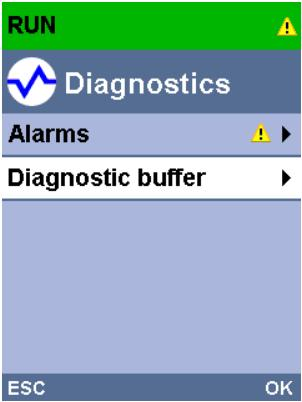 RUN
Diagnostics
Alarms
Diagnostic buffer
ESC OK